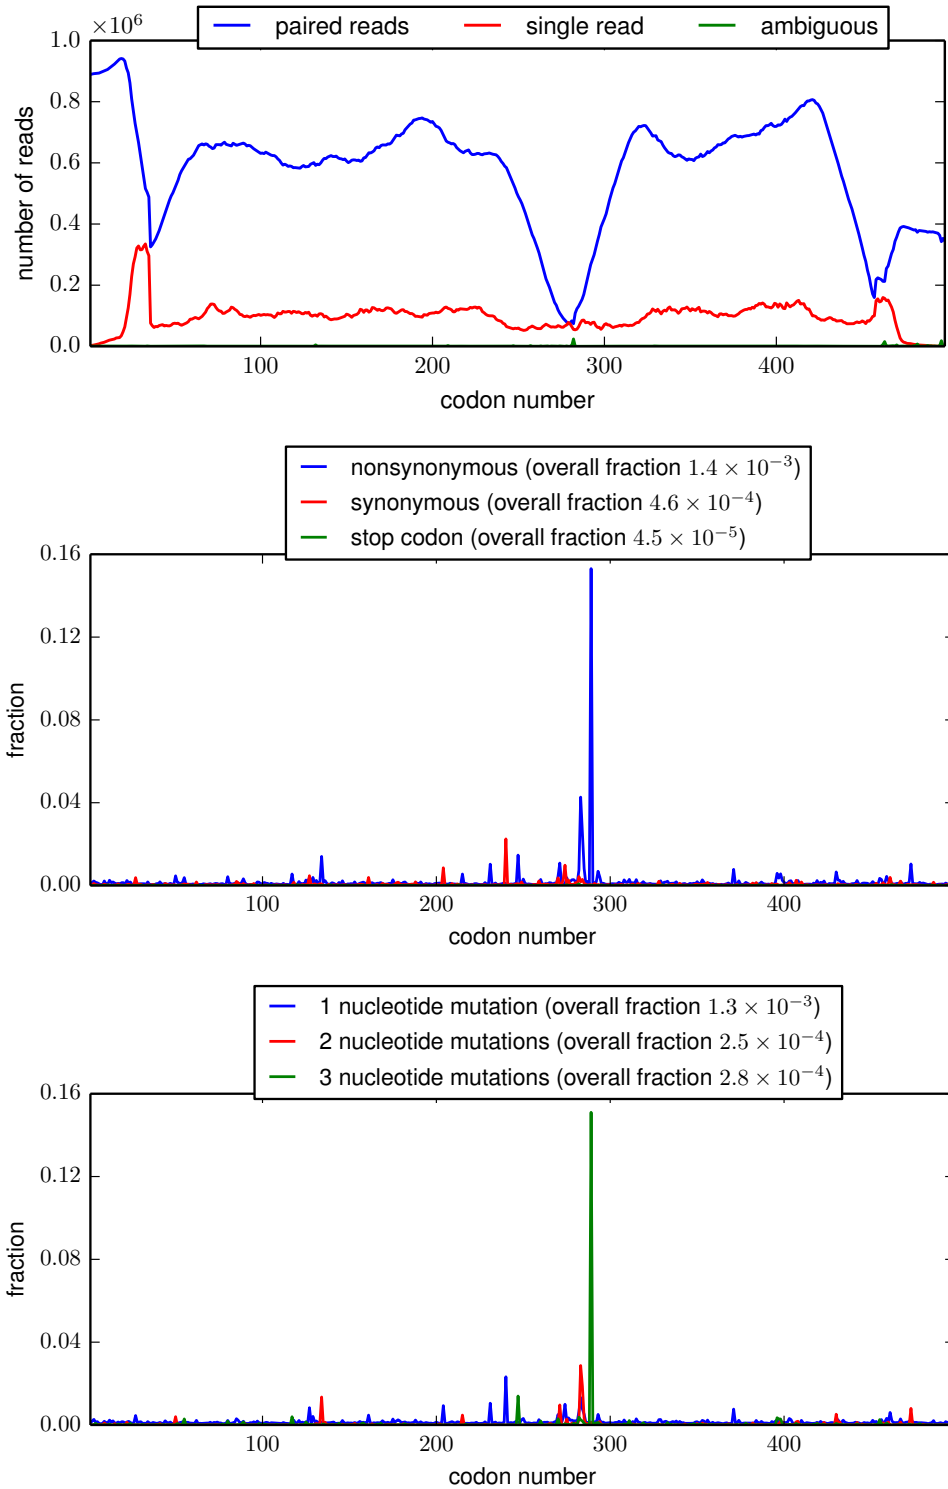 paired reads single read ambiguous
×10⁶
1.0
0.8
0.6
0.4
0.2
0.0
number of reads
100 200 300 400
codon number
nonsynonymous (overall fraction 1.4 × 10⁻³)
synonymous (overall fraction 4.6 × 10⁻⁴)
stop codon (overall fraction 4.5 × 10⁻⁵)
0.16
0.12
0.08
0.04
0.00
fraction
100 200 300 400
codon number
1 nucleotide mutation (overall fraction 1.3 × 10⁻³)
2 nucleotide mutations (overall fraction 2.5 × 10⁻⁴)
3 nucleotide mutations (overall fraction 2.8 × 10⁻⁴)
0.16
0.12
0.08
0.04
0.00
fraction
100 200 300 400
codon number